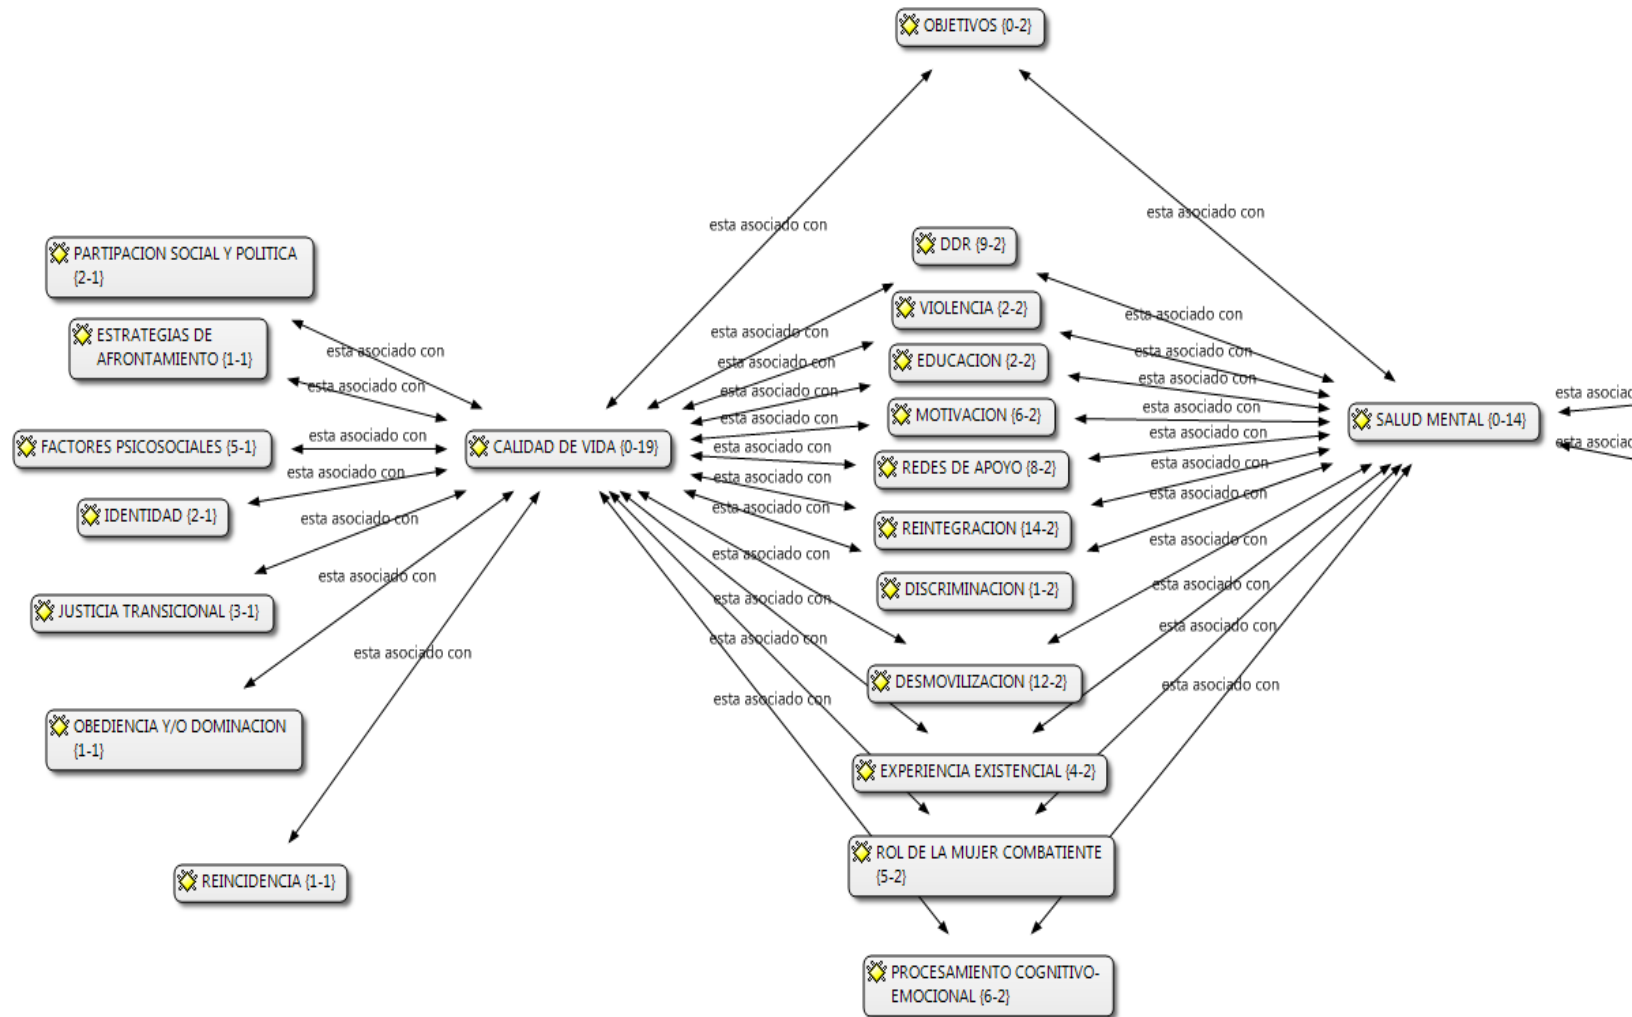 OBJETIVOS {0-2}
esta asociado con
esta asociado con
DDR {9-2}
PARTIPACION SOCIAL Y POLITICA
{2-1}
VIOLENCIA {2-2}
esta asociado con
ESTRATEGIAS DE
AFRONTAMIENTO {1-1}
esta asociado con
esta asociado con
esta asociado con
EDUCACION {2-2}
esta asociado con
esta asociado con
esta asociado con
esta asociado con
MOTIVACION {6-2}
esta asociado con
esta asociad
FACTORES PSICOSOCIALES {5-1}
esta asociado con
CALIDAD DE VIDA {0-19}
esta asociado con
esta asociado con
SALUD MENTAL {0-14}
esta asociad
esta asociado con
esta asociado con
REDES DE APOYO {8-2}
esta asociado con
esta asociado con
esta asociado con
IDENTIDAD {2-1}
esta asociado con
esta asociado con
REINTEGRACION {14-2}
esta asociado con
esta asociado con
esta asociado con
esta asociado con
DISCRIMINACION {1-2}
esta asociado con
JUSTICIA TRANSICIONAL {3-1}
esta asociado con
esta asociado con
esta asociado con
esta asociado con
DESMOVILIZACION {12-2}
esta asociado con
esta asociado con
OBEDIENCIA Y/O DOMINACION
{1-1}
EXPERIENCIA EXISTENCIAL {4-2}
ROL DE LA MUJER COMBATIENTE
{5-2}
REINCIDENCIA {1-1}
PROCESAMIENTO COGNITIVO-
EMOCIONAL {6-2}